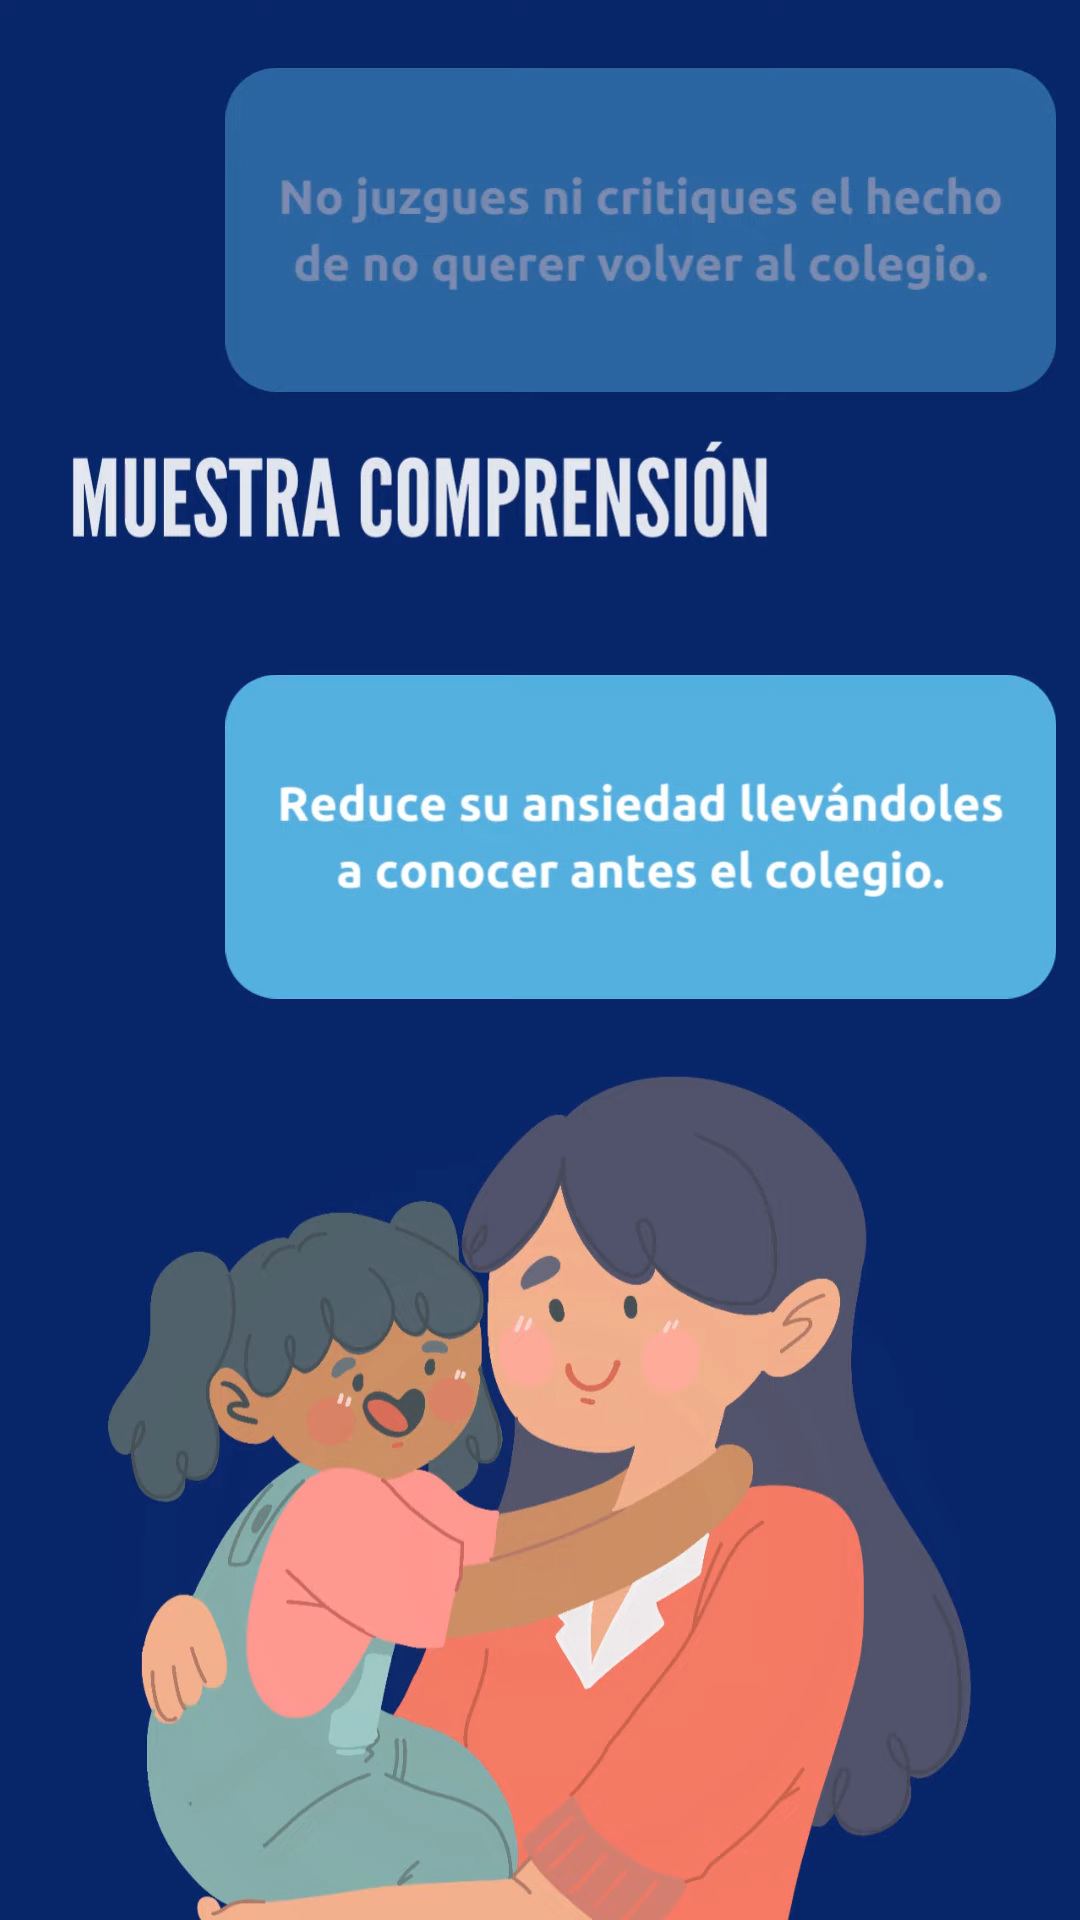 No juzgues ni critiques el hecho
de no querer volver al colegio.
MUESTRA COMPRENSIÓN
Reduce su ansiedad llevándoles
a conocer antes el colegio.